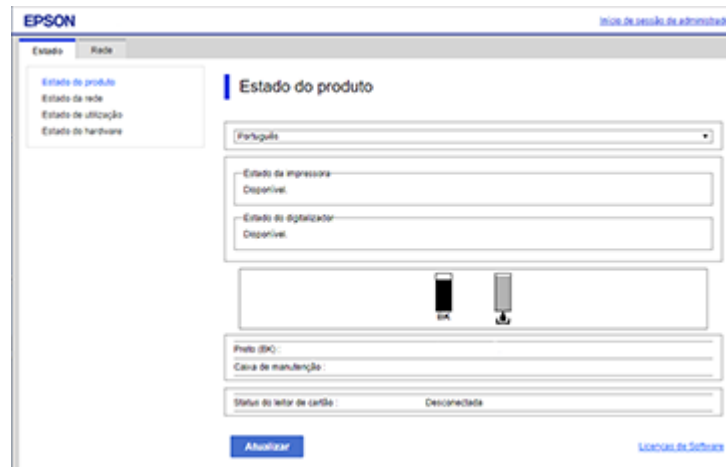 EPSON
Início de sessão de administrad
Estado Rede
Estado do produto
Estado da rede
Estado de utilização
Estado do hardware
Estado do produto
Português
Estado da impressora
Disponível.
Estado do digitalizador
Disponível.
BK
Preto (BK) :
Caixa de manutenção :
Status do leitor de cartão : Desconectada
Atualizar
Licenças de Software